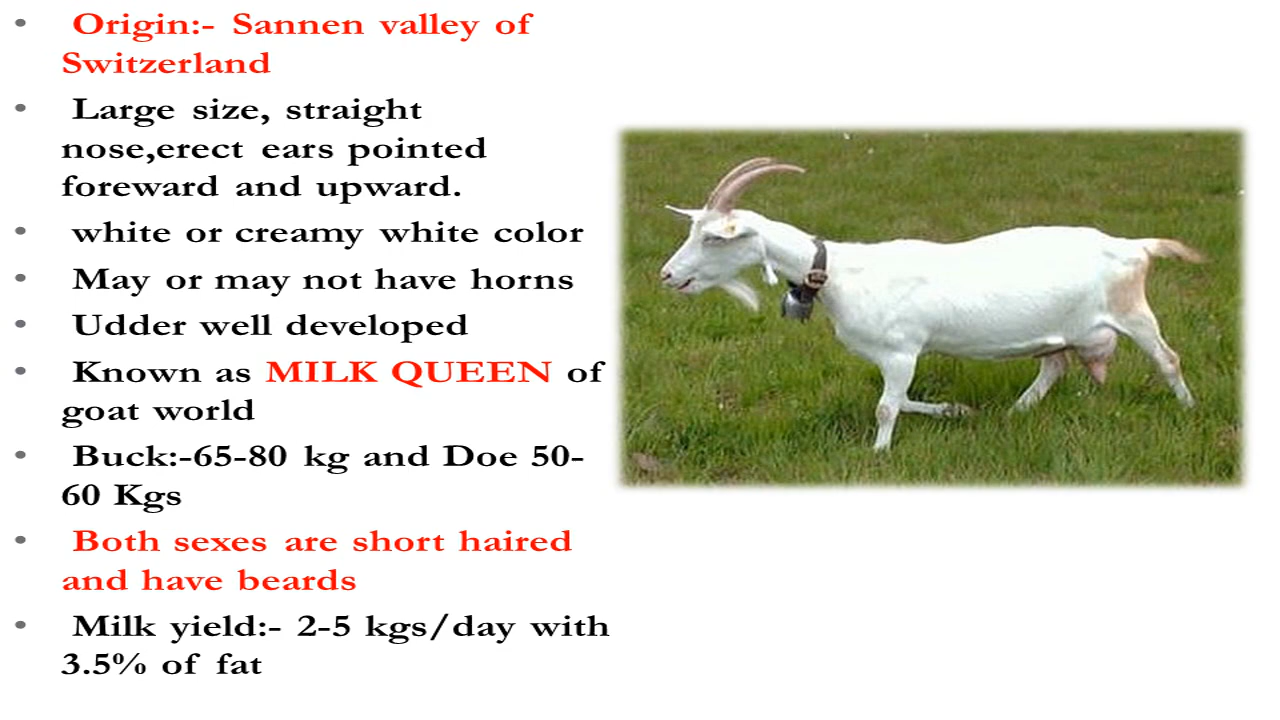 • Origin:- Sannen valley of
Switzerland
• Large size, straight
nose,erect ears pointed
foreward and upward.
• white or creamy white color
• May or may not have horns
• Udder well developed
• Known as MILK QUEEN of
goat world
• Buck:-65-80 kg and Doe 50-
60 Kgs
• Both sexes are short haired
and have beards
• Milk yield:- 2-5 kgs/day with
3.5% of fat